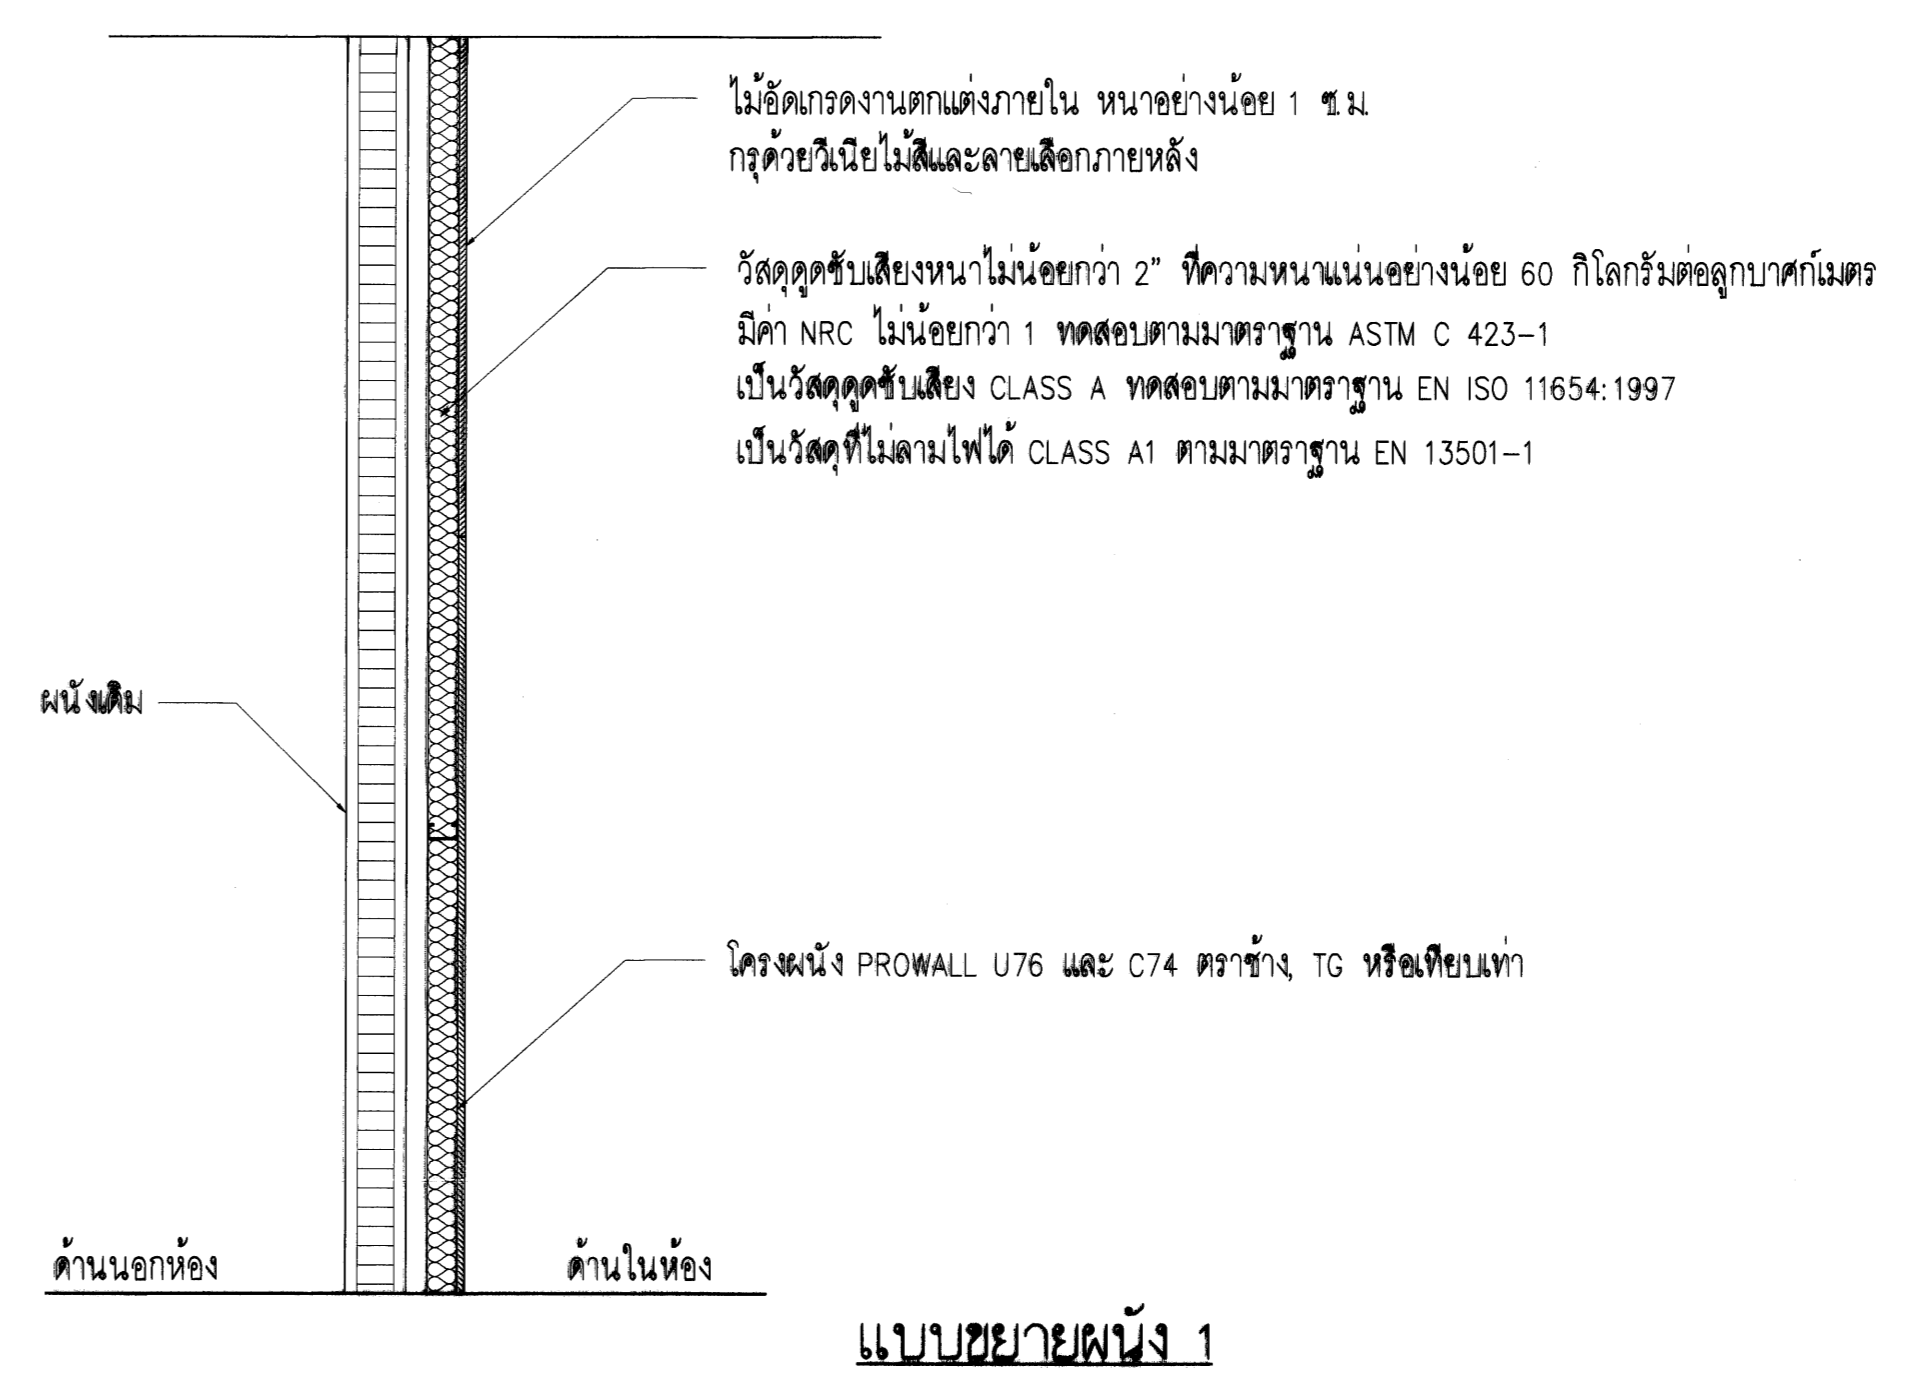 ไม้อัดเกรดงานตกแต่งภายใน หนาอย่างน้อย 1 ซ.ม.
กรุด้วยวีเนียไม้สีและลายเลือกภายหลัง
วัสดุดูดซับเสียงหนาไม่น้อยกว่า 2" ที่ความหนาแน่นอย่างน้อย 60 กิโลกรัมต่อลูกบาศก์เมตร
มีค่า NRC ไม่น้อยกว่า 1 ทดสอบตามมาตราฐาน ASTM C 423-1
เป็นวัสดุดูดซับเสียง CLASS A ทดสอบตามมาตราฐาน EN ISO 11654:1997
เป็นวัสดุที่ไม่ลามไฟได้ CLASS A1 ตามมาตราฐาน EN 13501-1
ผนังเดิม
โครงผนัง PROWALL U76 และ C74 ตราช้าง, TG หรือเทียบเท่า
ด้านนอกห้อง
ด้านในห้อง
แบบขยายผนัง 1